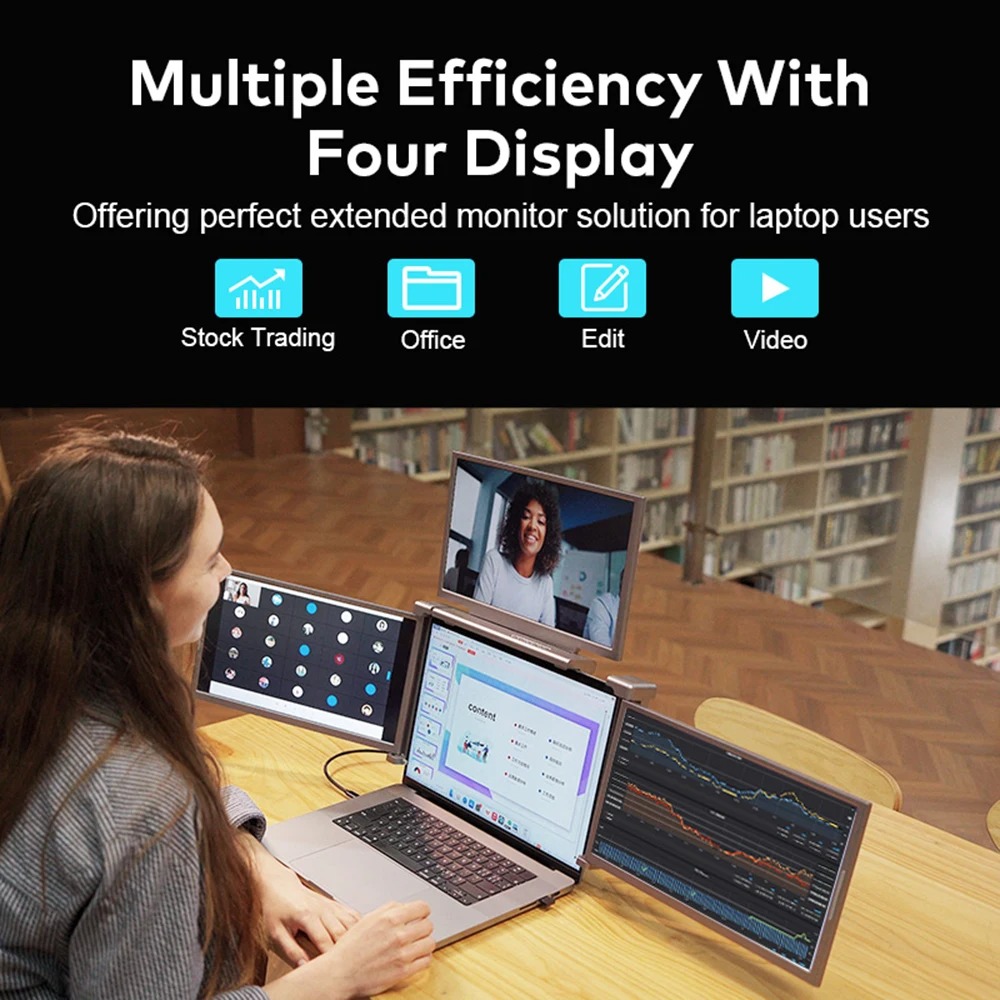 Multiple Efficiency With
Four Display
Offering perfect extended monitor solution for laptop users
Stock Trading
Office
Edit
Video
content